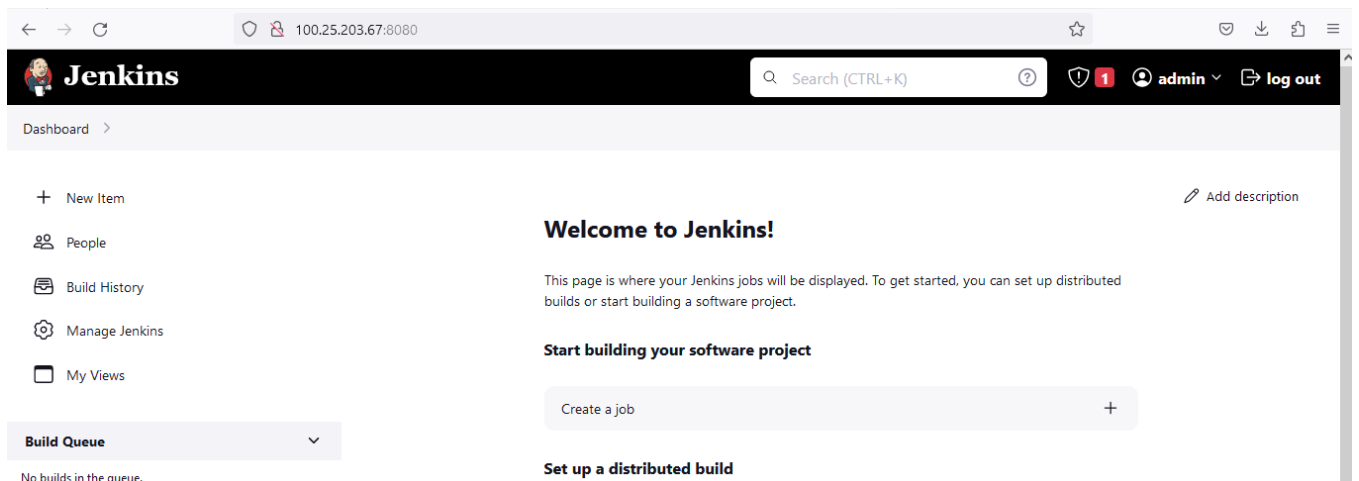 100.25.203.67:8080
Jenkins
Search (CTRL+K)
1
admin
log out
Dashboard
New Item
People
Build History
Manage Jenkins
My Views
Build Queue
No builds in the queue.
Add description
Welcome to Jenkins!
This page is where your Jenkins jobs will be displayed. To get started, you can set up distributed
builds or start building a software project.
Start building your software project
Create a job
Set up a distributed build